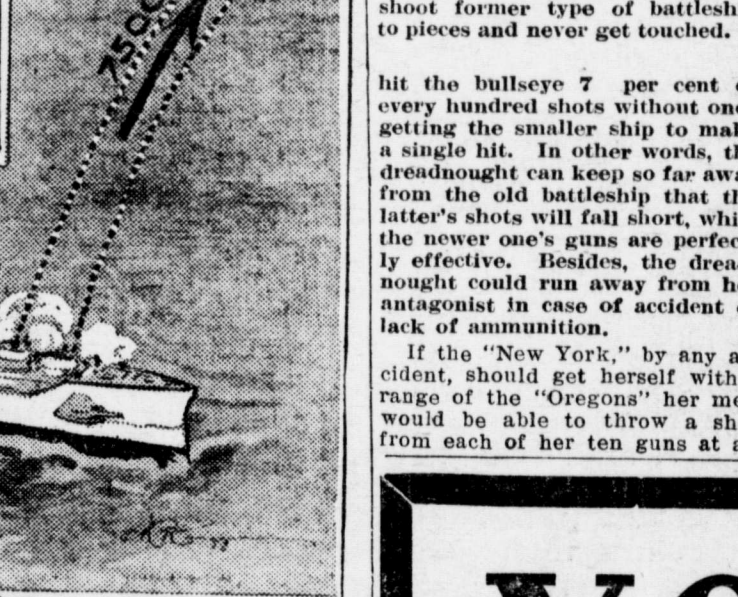 7500
shoot former type of battlesh
to pieces and never get touched.
hit the bullseye 7 per cent
every hundred shots without onc
getting the smaller ship to mak
a single hit. In other words, th
dreadnought can keep so far awa
from the old battleship that th
latter's shots will fall short, whi
the newer one's guns are perfec
ly effective. Besides, the drea
nought could run away from he
antagonist in case of accident
lack of ammunition.
If the "New York," by any a
cident, should get herself with
range of the "Oregons" her me
would be able to throw a sh
from each of her ten guns at a